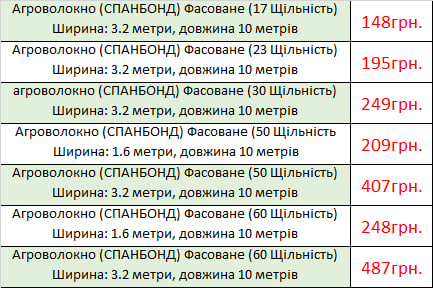 Агроволокно (СПАНБОНД) Фасоване (17 Щільність)
Ширина: 3.2 метри, довжина 10 метрів
148грн.
Агроволокно (СПАНБОНД) Фасоване (23 Щільність)
Ширина: 3.2 метри, довжина 10 метрів
195грн.
агроволокно (СПАНБОНД) Фасоване (30 Щільність)
Ширина: 3.2 метри, довжина 10 метрів
249грн.
Агроволокно (СПАНБОНД) Фасоване (50 Щільність
Ширина: 1.6 метри, довжина 10 метрів
209грн.
Агроволокно (СПАНБОНД) Фасоване (50 Щільність)
Ширина: 3.2 метри, довжина 10 метрів
407грн.
Агроволокно (СПАНБОНД) Фасоване (60 Щільність)
Ширина: 1.6 метри, довжина 10 метрів
248грн.
Агроволокно (СПАНБОНД) Фасоване (60 Щільність)
Ширина: 3.2 метри, довжина 10 метрів
487грн.